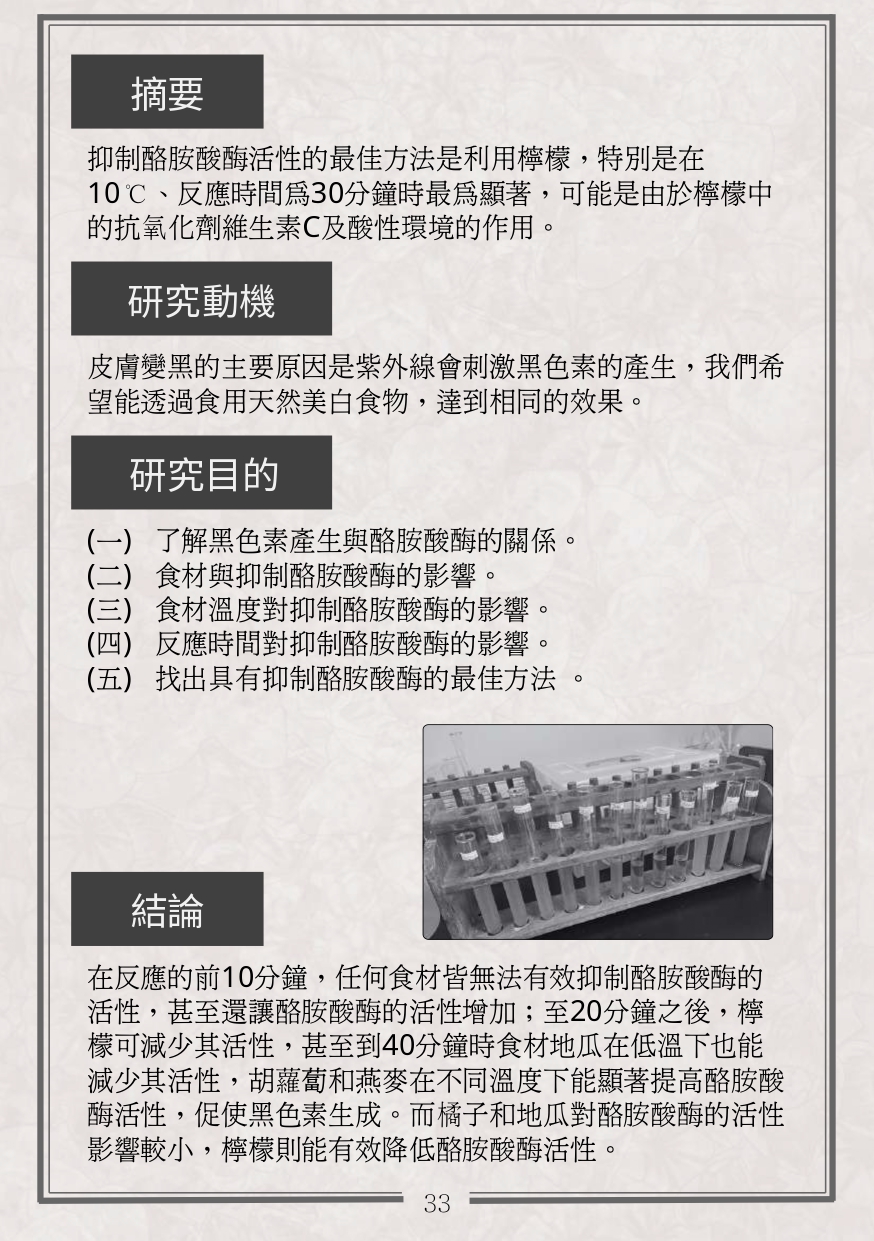 摘要
抑制酪胺酸酶活性的最佳方法是利用檸檬，特別是在
10℃、反應時間爲30分鐘時最爲顯著，可能是由於檸檬中
的抗氧化劑維生素C及酸性環境的作用。
研究動機
皮膚變黑的主要原因是紫外線會刺激黑色素的產生，我們希
望能透過食用天然美白食物，達到相同的效果。
研究目的
(一) 了解黑色素產生與酪胺酸酶的關係。
(二) 食材與抑制酪胺酸酶的影響。
(三) 食材溫度對抑制酪胺酸酶的影響。
(四) 反應時間對抑制酪胺酸酶的影響。
(五) 找出具有抑制酪胺酸酶的最佳方法 。
結論
在反應的前10分鐘，任何食材皆無法有效抑制酪胺酸酶的
活性，甚至還讓酪胺酸酶的活性增加；至20分鐘之後，檸
檬可減少其活性，甚至到40分鐘時食材地瓜在低溫下也能
減少其活性，胡蘿蔔和燕麥在不同溫度下能顯著提高酪胺酸
酶活性，促使黑色素生成。而橘子和地瓜對酪胺酸酶的活性
影響較小，檸檬則能有效降低酪胺酸酶活性。
33